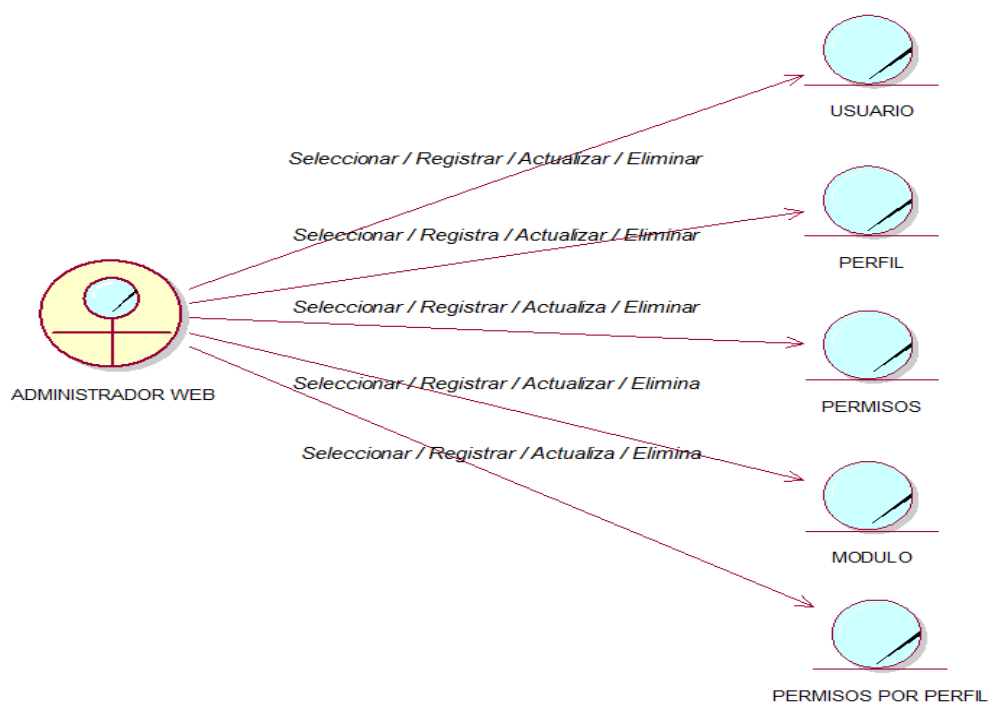 USUARIO
Seleccionar / Registrar / Actualizar / Eliminar
Seleccionar / Registra / Actualizar / Eliminar
PERFIL
Seleccionar / Registrar / Actualiza / Eliminar
ADMINISTRADOR WEB
Seleccionar / Registrar / Actualizar / Elimina
PERMISOS
Seleccionar / Registrar / Actualiza / Elimina
MODULO
PERMISOS POR PERFIL